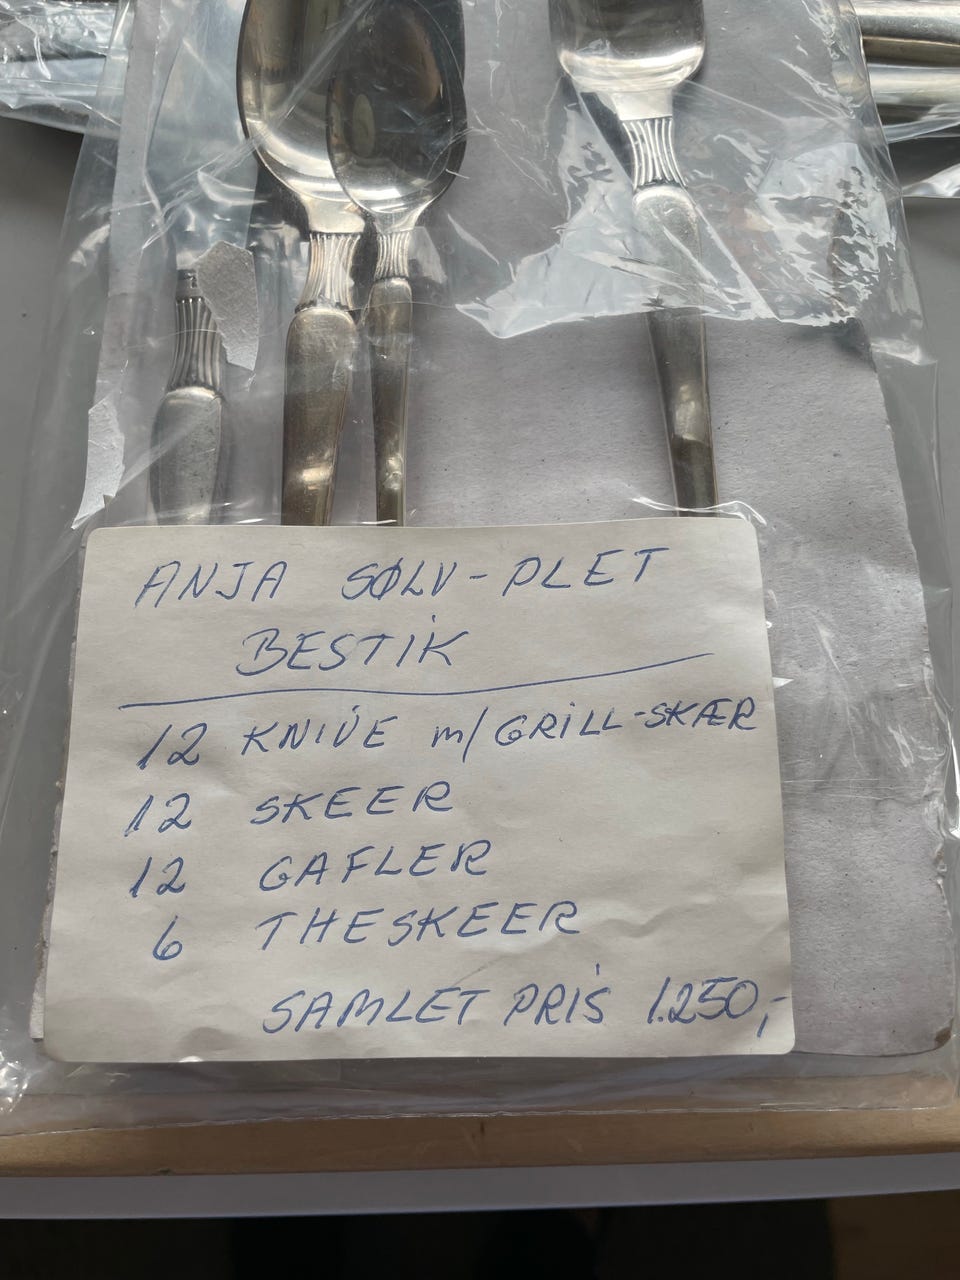 ANJA SØLV-PLET
BESTIK
12 KNIVE m/GRILL-SKÆR
12 SKEER
12 GAFLER
6 THESKEER
SAMLET PRIS 1.250,-